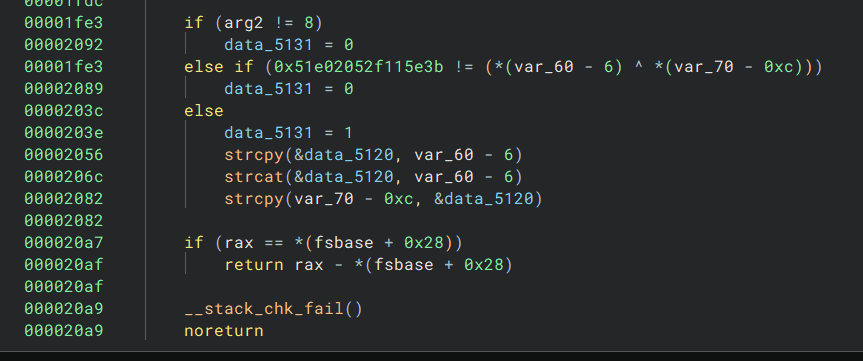 00001fe3 if (arg2 != 8)
00002092 data_5131 = 0
00001fe3 else if (0x51e02052f115e3b != (*(var_60 - 6) ^ *(var_70 - 0xc)))
00002089 data_5131 = 0
0000203c else
0000203e data_5131 = 1
00002056 strcpy(&data_5120, var_60 - 6)
0000206c strcat(&data_5120, var_60 - 6)
00002082 strcpy(var_70 - 0xc, &data_5120)
00002082
000020a7 if (rax == *(fsbase + 0x28))
000020af return rax - *(fsbase + 0x28)
000020af
000020a9 __stack_chk_fail()
000020a9 noreturn